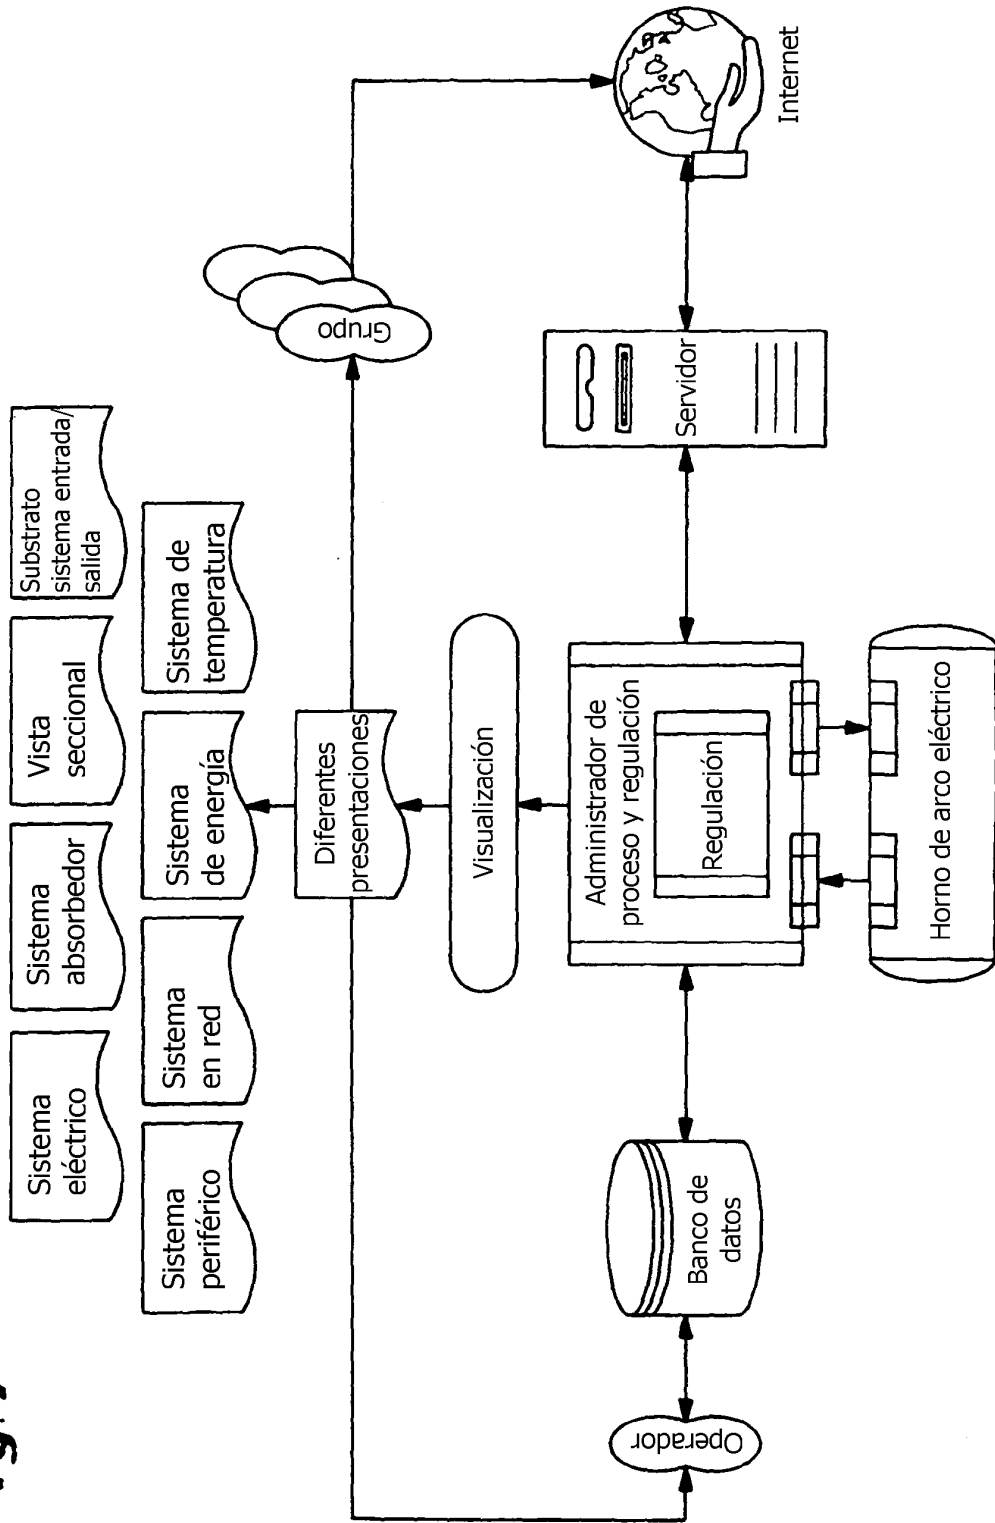 Sistema
eléctrico
Sistema
absorbedor
Vista
seccional
Substrato
sistema entrada/
salida
Sistema
periférico
Sistema
en red
Sistema
de energía
Sistema de
temperatura
Diferentes
presentaciones
Grupo
Visualización
Operador
Banco de
datos
Administrador de
proceso y regulación
Regulación
Servidor
Internet
Horno de arco eléctrico